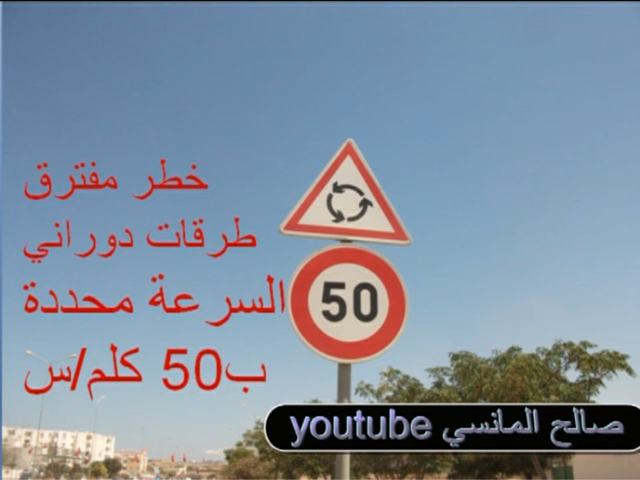 خطر مفترق
طرقات دوراني
السرعة محددة
ب50 كلم/س
50
صالح المانسي youtube